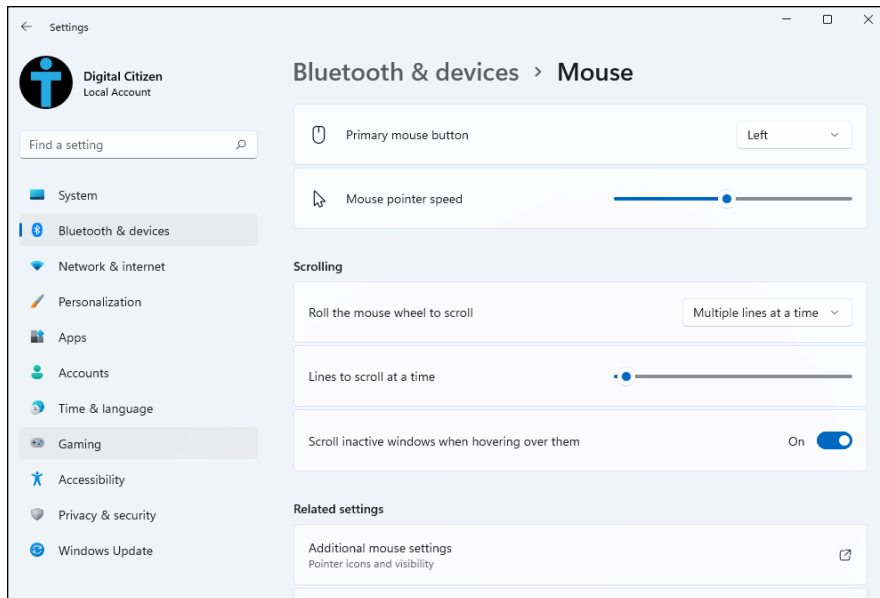 Settings
Digital Citizen
Local Account
Find a setting
System
Bluetooth & devices
Network & internet
Personalization
Apps
Accounts
Time & language
Gaming
Accessibility
Privacy & security
Windows Update
Bluetooth & devices › Mouse
Primary mouse button Left
Mouse pointer speed
Scrolling
Roll the mouse wheel to scroll Multiple lines at a time
Lines to scroll at a time
Scroll inactive windows when hovering over them On
Related settings
Additional mouse settings
Pointer icons and visibility